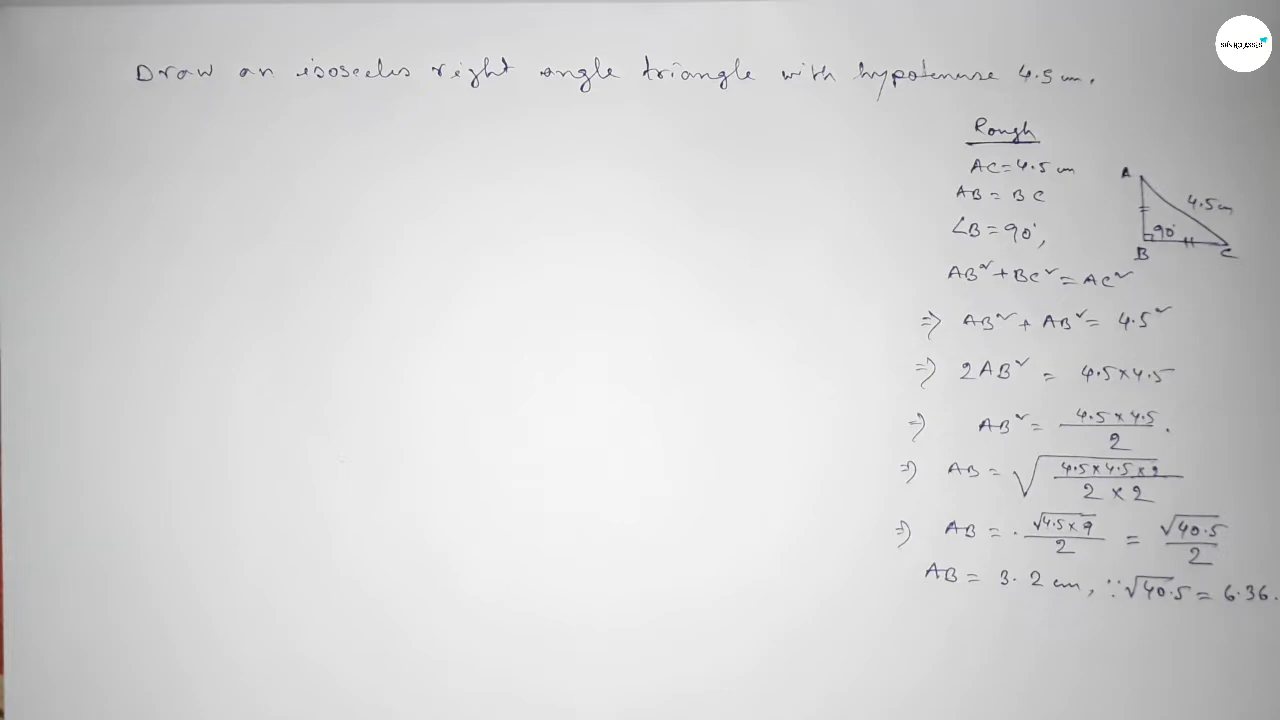 Draw an isosceles right angle triangle with hypotenuse 4.5 cm.
Rough
AC = 4.5 cm
AB = BC
∠B = 90°,
A
4.5 cm
90°
B
C
AB² + BC² = AC²
⇒ AB² + AB² = 4.5²
⇒ 2AB² = 4.5×4.5
⇒ AB² = 4.5 × 4.5 / 2 .
⇒ AB = √(4.5 × 4.5 × 2 / 2 × 2)
⇒ AB = √(4.5 × 9) / 2 = √40.5 / 2
AB = 3.2 cm, ∵ √40.5 = 6.36.